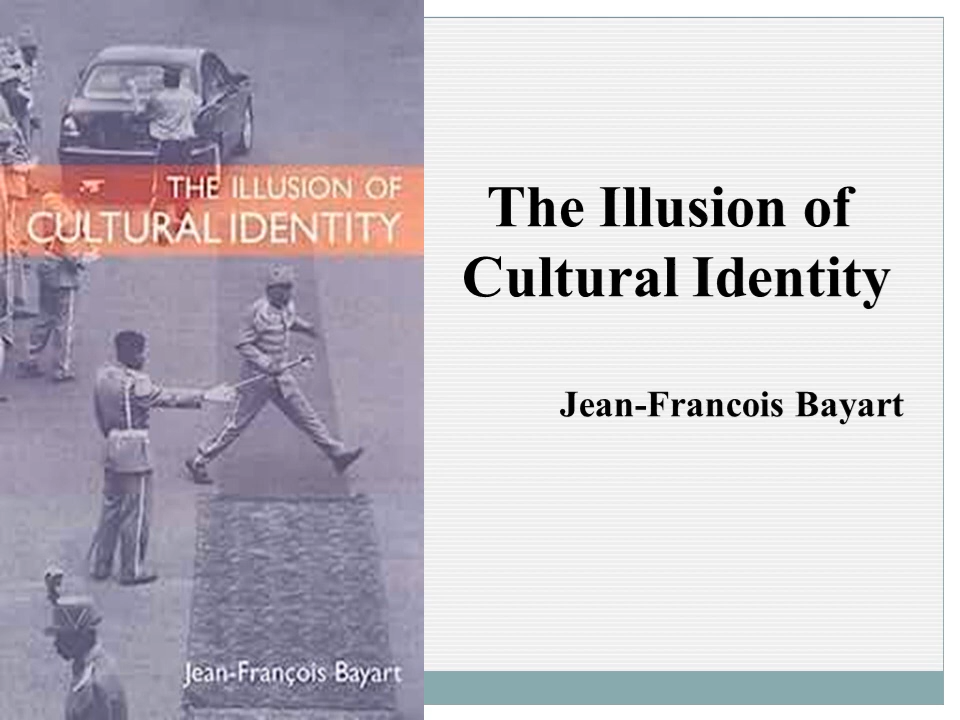 THE ILLUSION OF
CULTURAL IDENTITY
Jean-François Bayart
The Illusion of
Cultural Identity
Jean-Francois Bayart